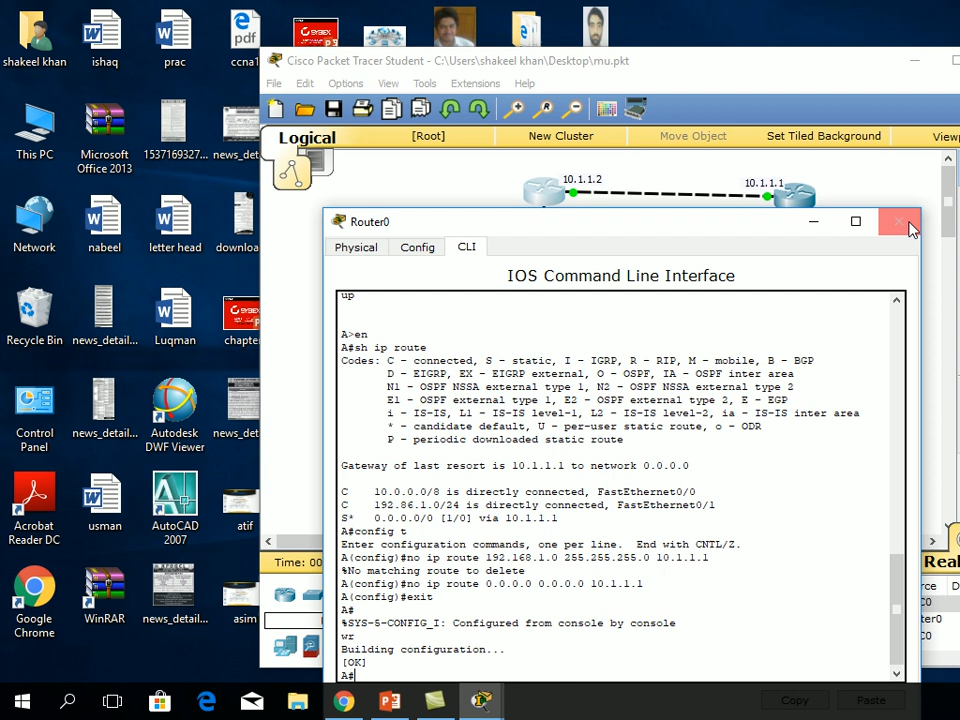 shakeel khan
ishaq
prac
pdf
ccna1
SYBEX
Cisco Packet Tracer Student - C:\Users\shakeel khan\Desktop\mu.pkt
File Edit Options View Tools Extensions Help
Logical [Root] New Cluster Move Object Set Tiled Background Viewp
This PC
Microsoft Office 2013
1537169327...
news_det
10.1.1.2
10.1.1.1
Router0
Physical Config CLI
IOS Command Line Interface
Network
nabeel
letter head
downloa
Recycle Bin
news_detail...
Luqman
chapte
Control Panel
news_detail...
Autodesk DWF Viewer
news_det
Acrobat Reader DC
usman
AutoCAD 2007
atif
Google Chrome
WinRAR
news_detail...
asim
up
A>en
A#sh ip route
Codes: C - connected, S - static, I - IGRP, R - RIP, M - mobile, B - BGP
D - EIGRP, EX - EIGRP external, O - OSPF, IA - OSPF inter area
N1 - OSPF NSSA external type 1, N2 - OSPF NSSA external type 2
E1 - OSPF external type 1, E2 - OSPF external type 2, E - EGP
i - IS-IS, L1 - IS-IS level-1, L2 - IS-IS level-2, ia - IS-IS inter area
* - candidate default, U - per-user static route, o - ODR
P - periodic downloaded static route
Gateway of last resort is 10.1.1.1 to network 0.0.0.0
C 10.0.0.0/8 is directly connected, FastEthernet0/0
C 192.86.1.0/24 is directly connected, FastEthernet0/1
S* 0.0.0.0/0 [1/0] via 10.1.1.1
A#config t
Enter configuration commands, one per line. End with CNTL/Z.
A(config)#no ip route 192.168.1.0 255.255.255.0 10.1.1.1
%No matching route to delete
A(config)#no ip route 0.0.0.0 0.0.0.0 10.1.1.1
A(config)#exit
A#
%SYS-5-CONFIG_I: Configured from console by console
wr
Building configuration...
[OK]
A#
Time: 00
Real
rce D
C0
ter0
C0
Copy Paste